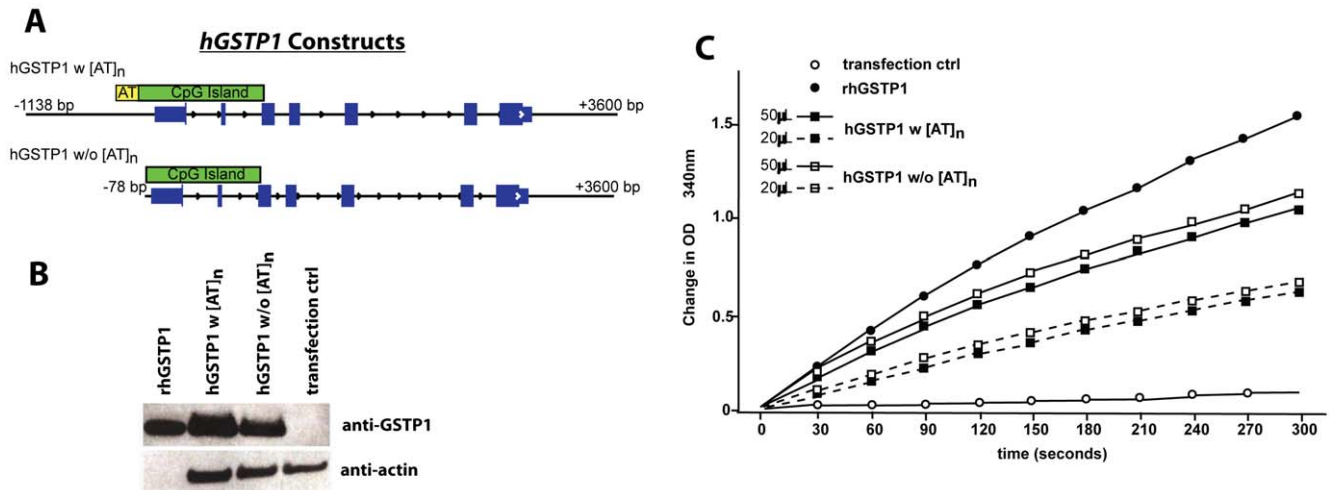 A
hGSTP1 Constructs
hGSTP1 w [AT]n
AT CpG Island
-1138 bp
+3600 bp
hGSTP1 w/o [AT]n
CpG Island
-78 bp
+3600 bp
B
rhGSTP1
hGSTP1 w [AT]n
hGSTP1 w/o [AT]n
transfection ctrl
anti-GSTP1
anti-actin
C
transfection ctrl
rhGSTP1
50µL
20µL
hGSTP1 w [AT]n
50µL
20µL
hGSTP1 w/o [AT]n
Change in OD 340nm
1.5
1.0
0.5
0
0 30 60 90 120 150 180 210 240 270 300
time (seconds)